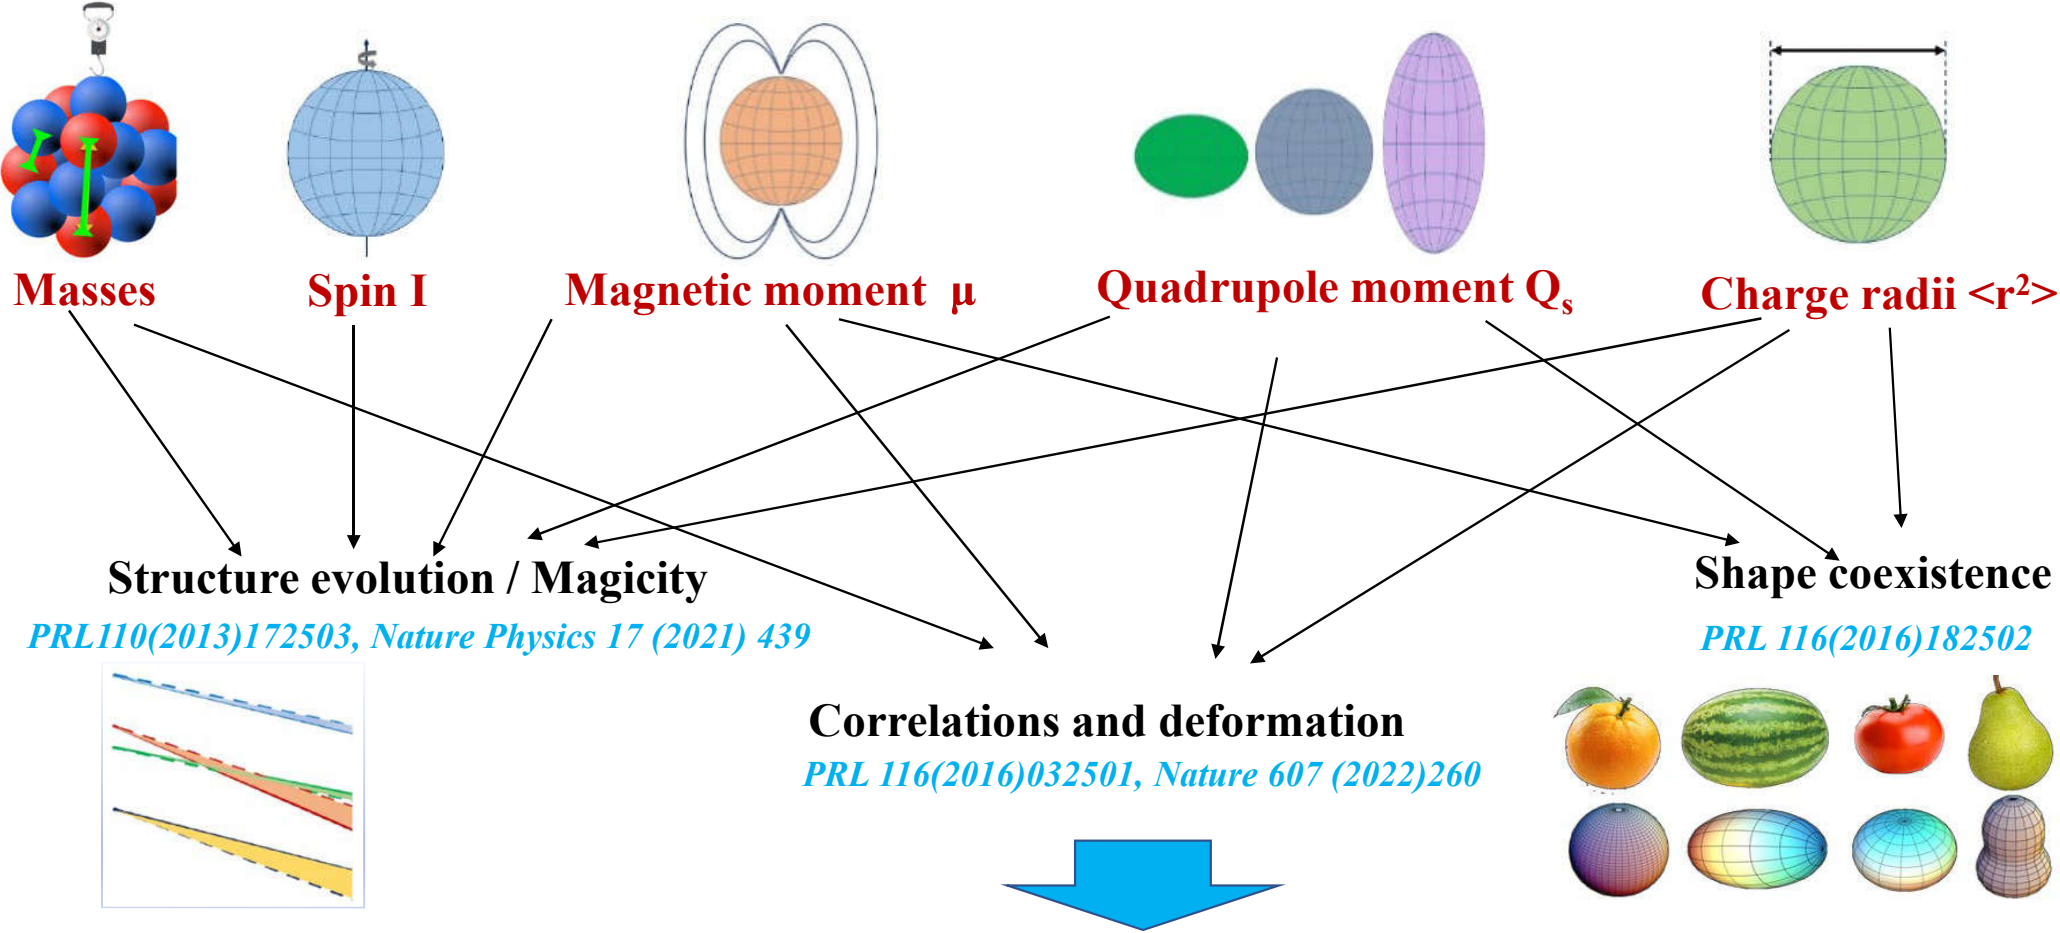 Masses
Spin I
Magnetic moment μ
Quadrupole moment Qs
Charge radii <r²>
Structure evolution / Magicity
PRL110(2013)172503, Nature Physics 17 (2021) 439
Shape coexistence
PRL 116(2016)182502
Correlations and deformation
PRL 116(2016)032501, Nature 607 (2022)260